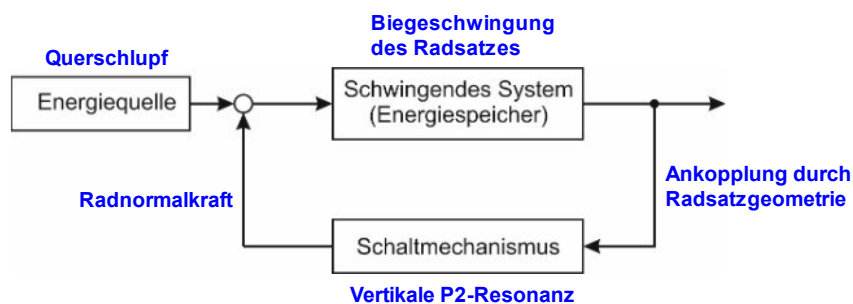 Biegeschwingung
des Radsatzes
Querschlupf
Energiequelle
Schwingendes System
(Energiespeicher)
Ankopplung durch
Radsatzgeometrie
Radnormalkraft
Schaltmechanismus
Vertikale P2-Resonanz